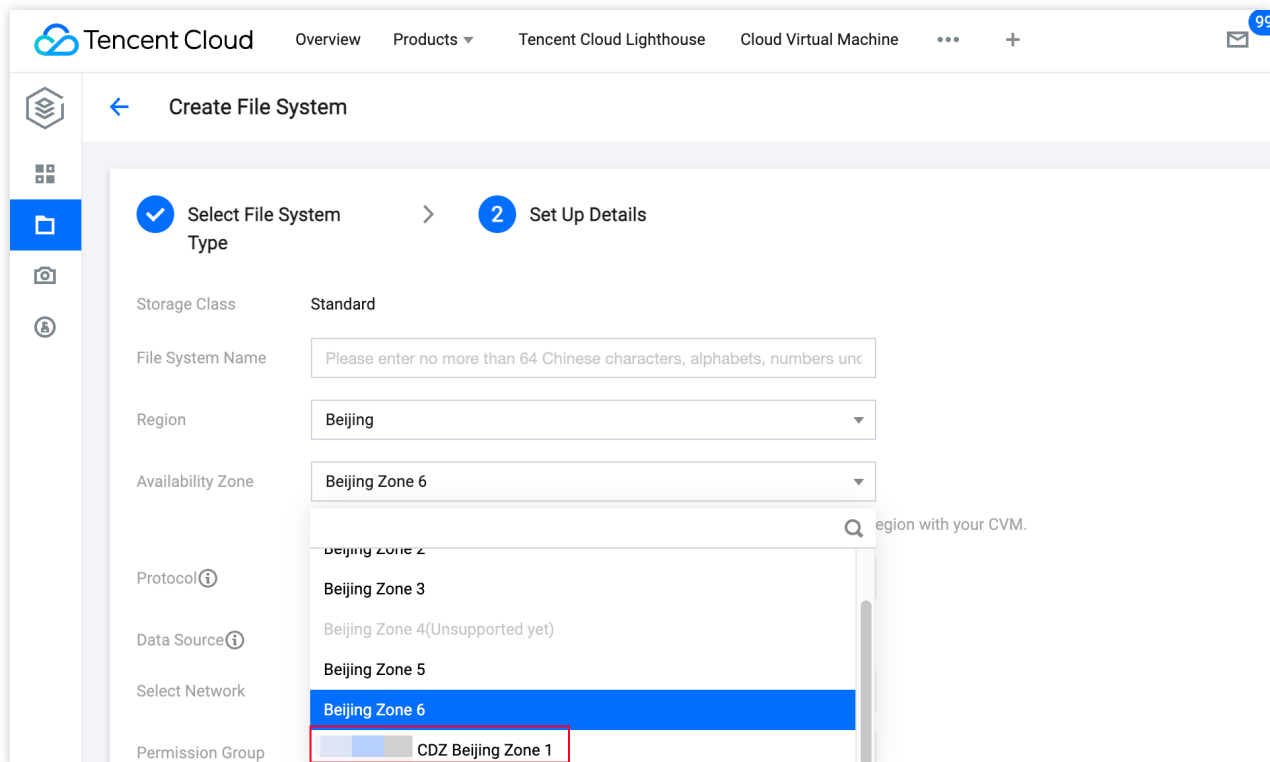 Tencent Cloud Overview Products Tencent Cloud Lighthouse Cloud Virtual Machine ••• + 99
Create File System
Select File System
Type
2 Set Up Details
Storage Class Standard
File System Name Please enter no more than 64 Chinese characters, alphabets, numbers
Region Beijing
Availability Zone Beijing Zone 6
egion with your CVM.
Beijing Zone 2
Protocol
Beijing Zone 3
Beijing Zone 4(Unsupported yet)
Data Source
Beijing Zone 5
Select Network
Beijing Zone 6
CDZ Beijing Zone 1
Permission Group